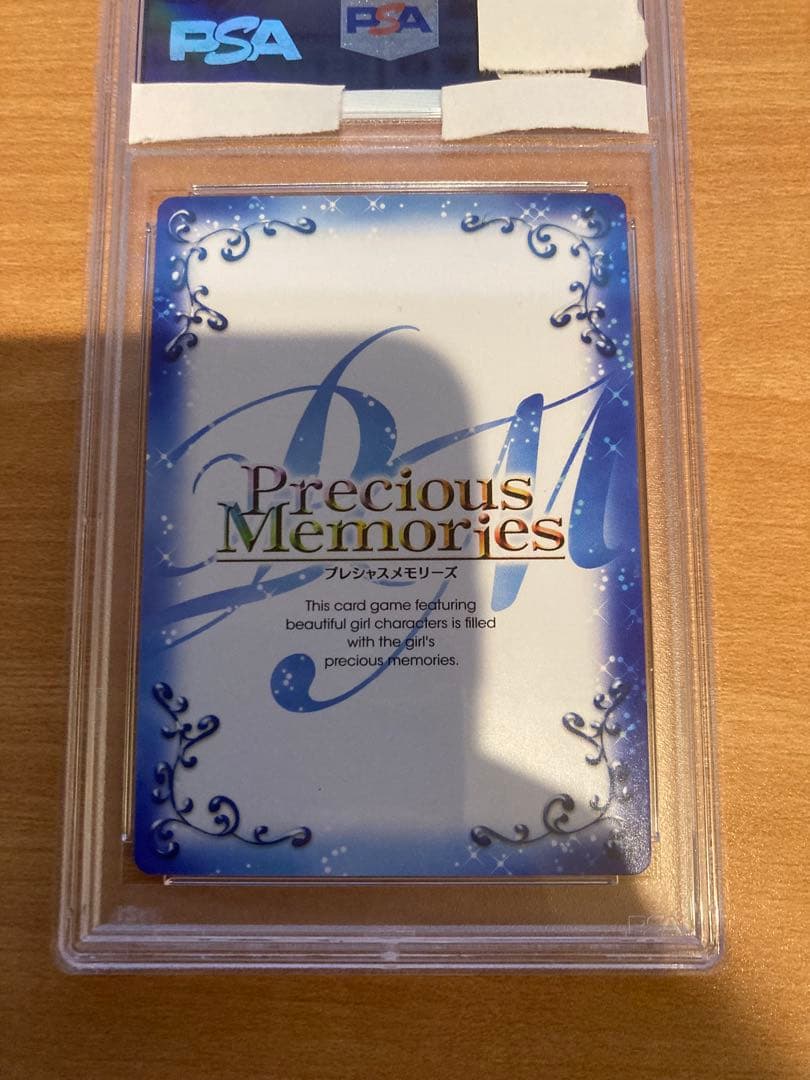 PSA
PSA
Precious
Memories
プレシャスメモリーズ
This card game featuring
beautiful girl characters is filled
with the girl's
precious memories.
PSA